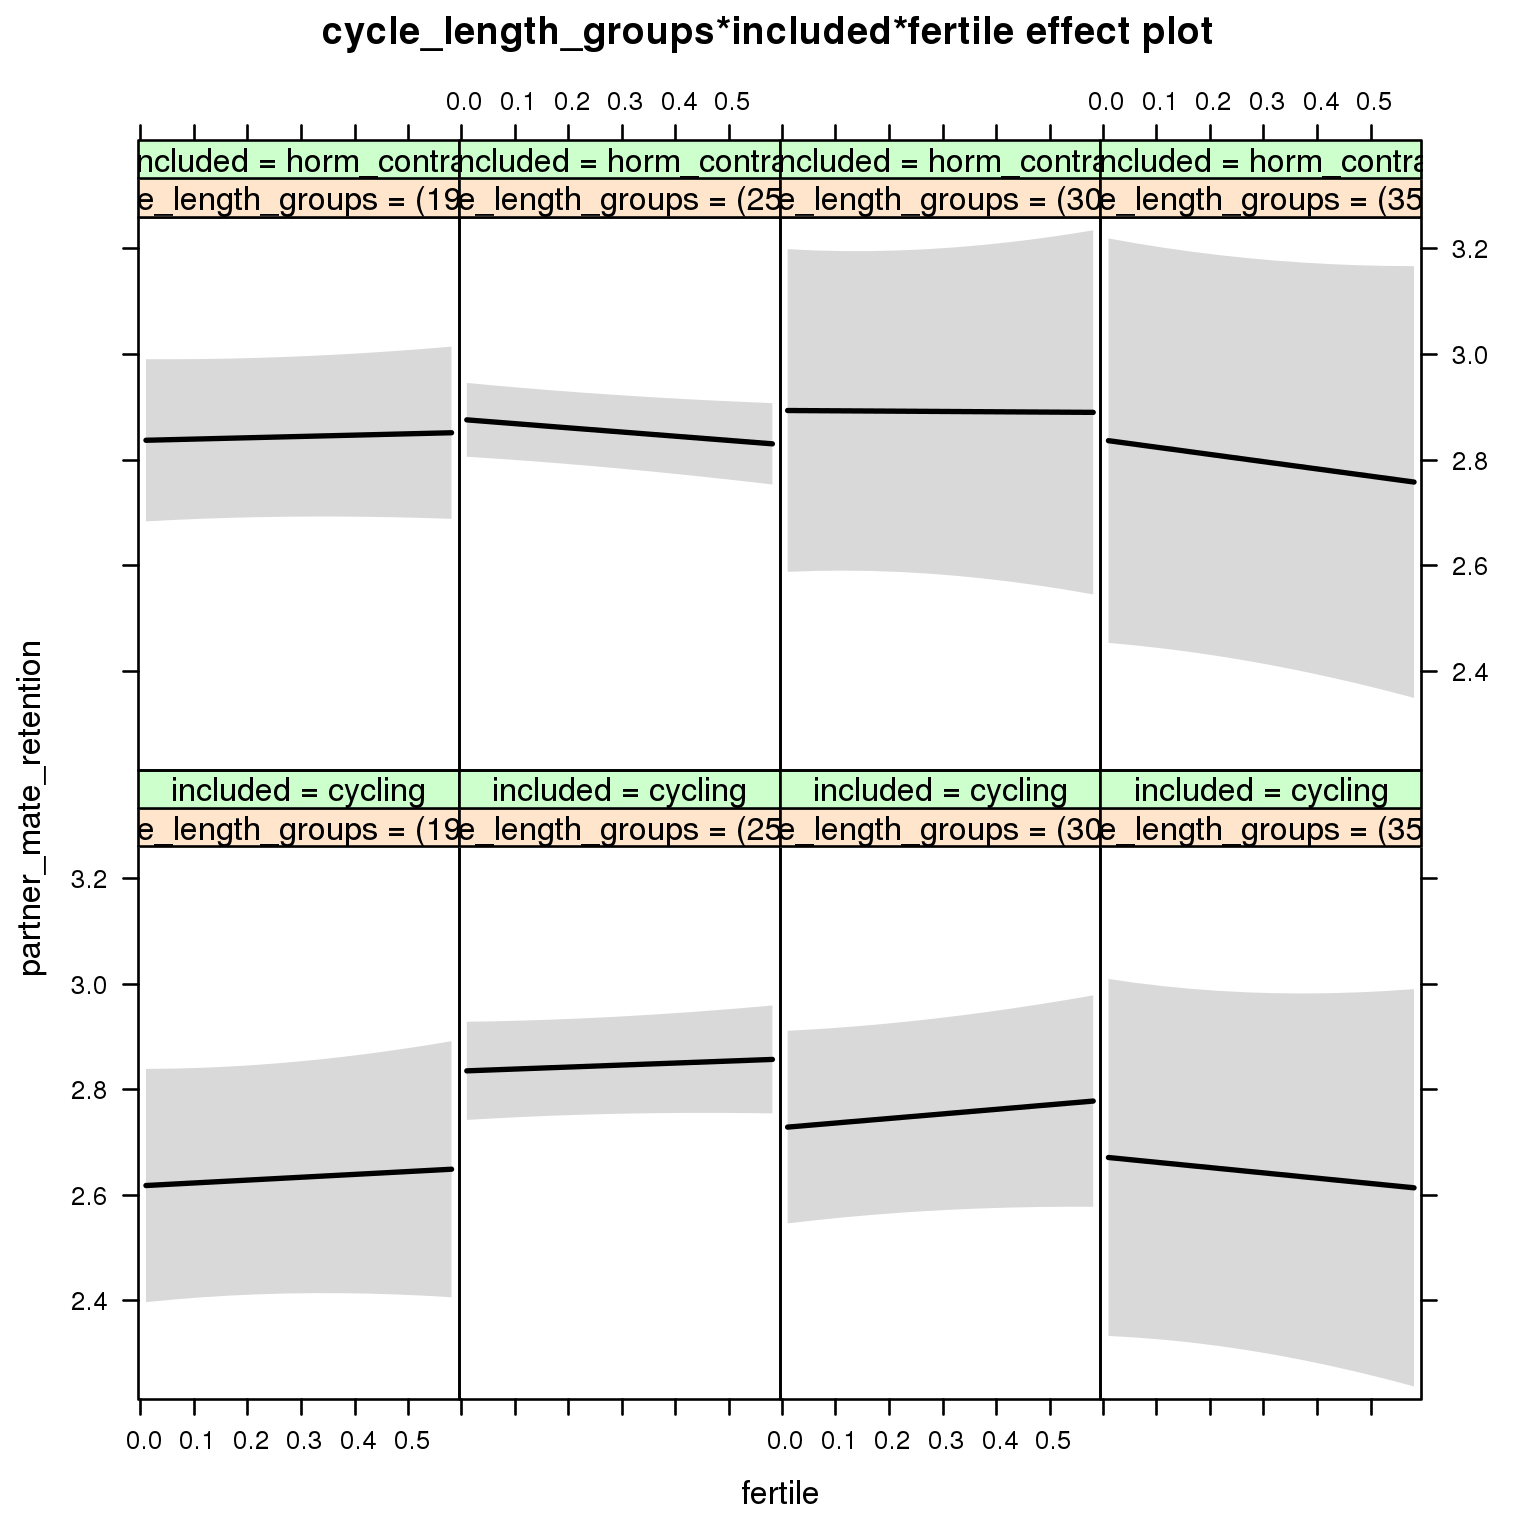 cycle_length_groups*included*fertile effect plot
0.0 0.1 0.2 0.3 0.4 0.5 0.0 0.1 0.2 0.3 0.4 0.5
ncluded = horm_contra ncluded = horm_contra ncluded = horm_contra ncluded = horm_contra
e_length_groups = (19 e_length_groups = (25 e_length_groups = (30 e_length_groups = (35
3.2
3.0
2.8
2.6
2.4
partner_mate_retention
included = cycling included = cycling included = cycling included = cycling
e_length_groups = (19 e_length_groups = (25 e_length_groups = (30 e_length_groups = (35
3.2
3.0
2.8
2.6
2.4
0.0 0.1 0.2 0.3 0.4 0.5 0.0 0.1 0.2 0.3 0.4 0.5
fertile